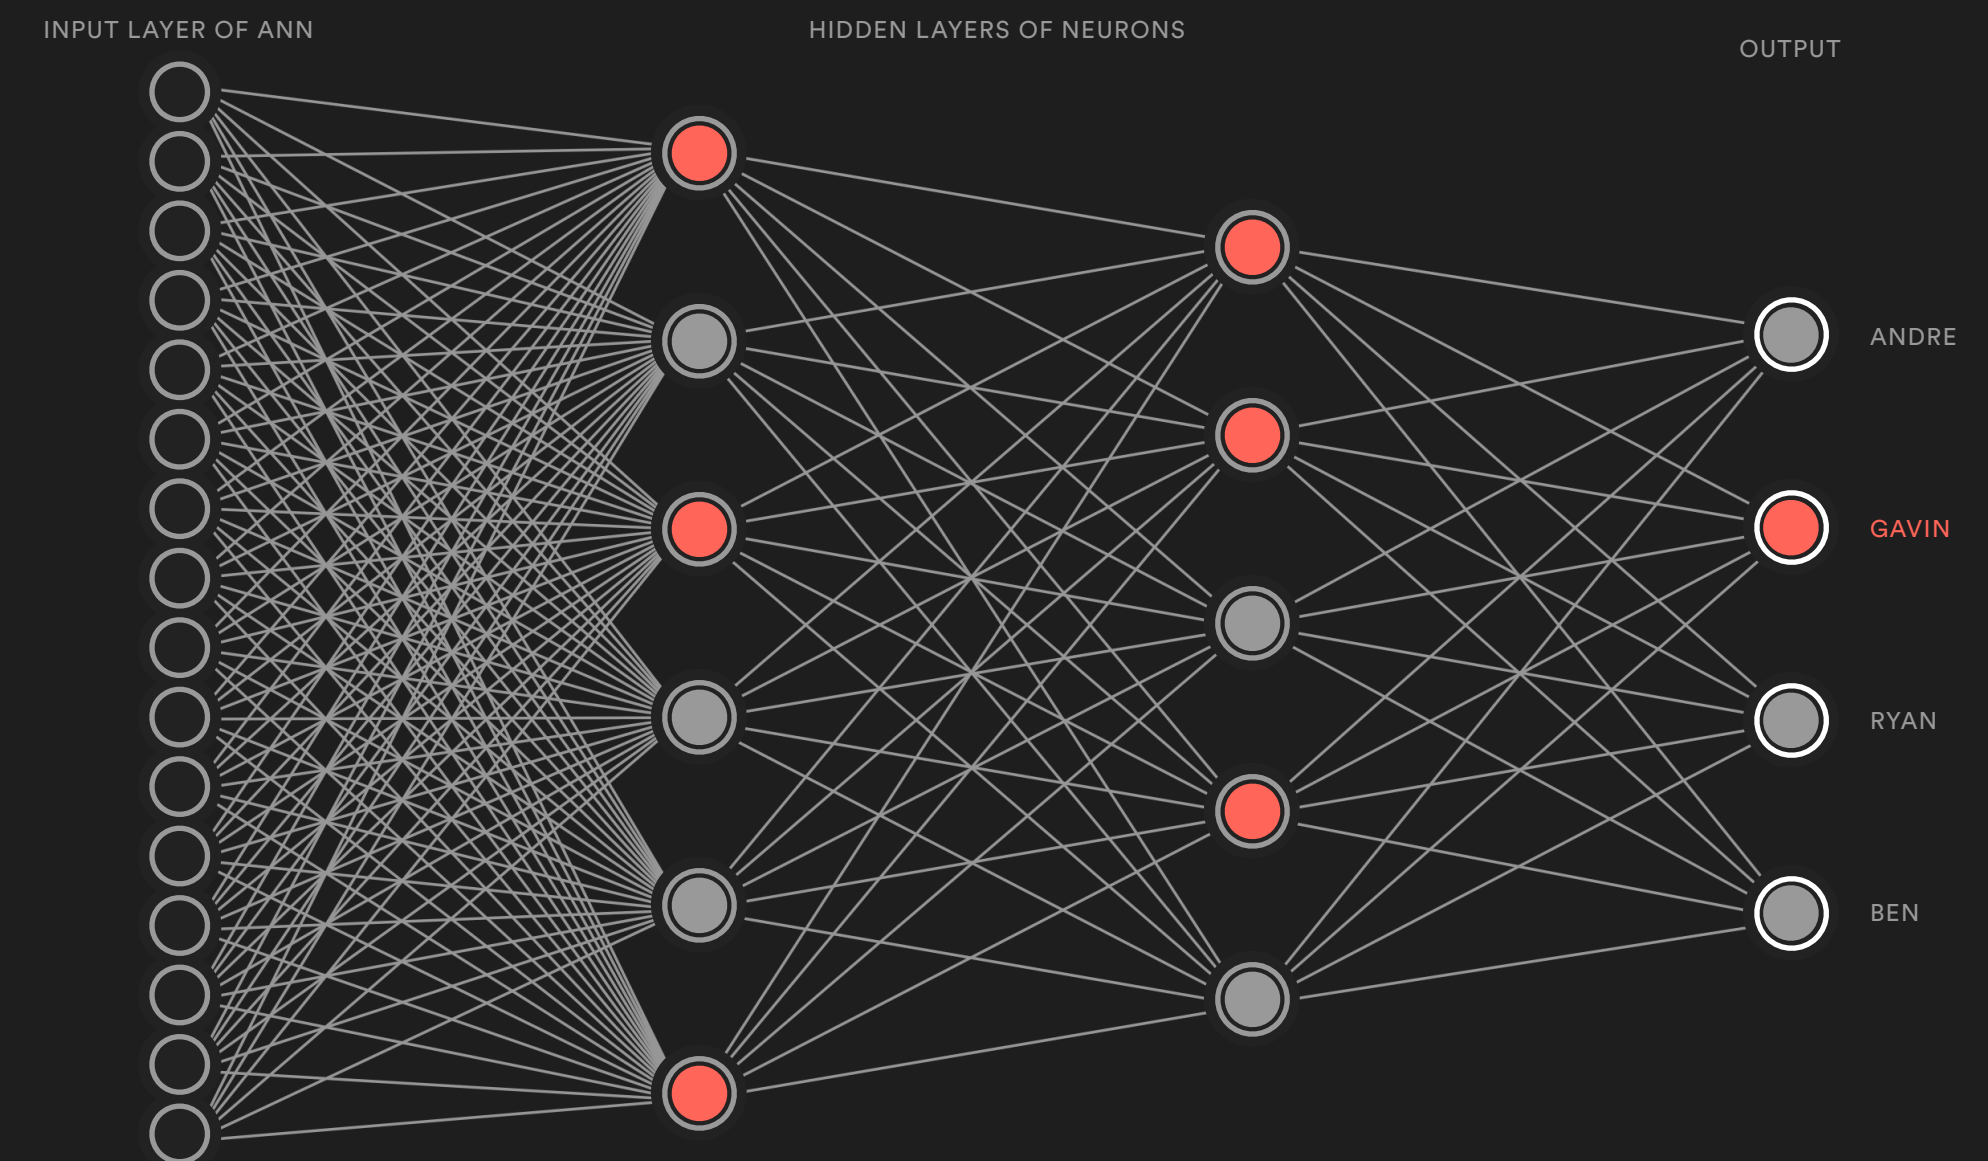 INPUT LAYER OF ANN
HIDDEN LAYERS OF NEURONS
OUTPUT
ANDRE
GAVIN
RYAN
BEN